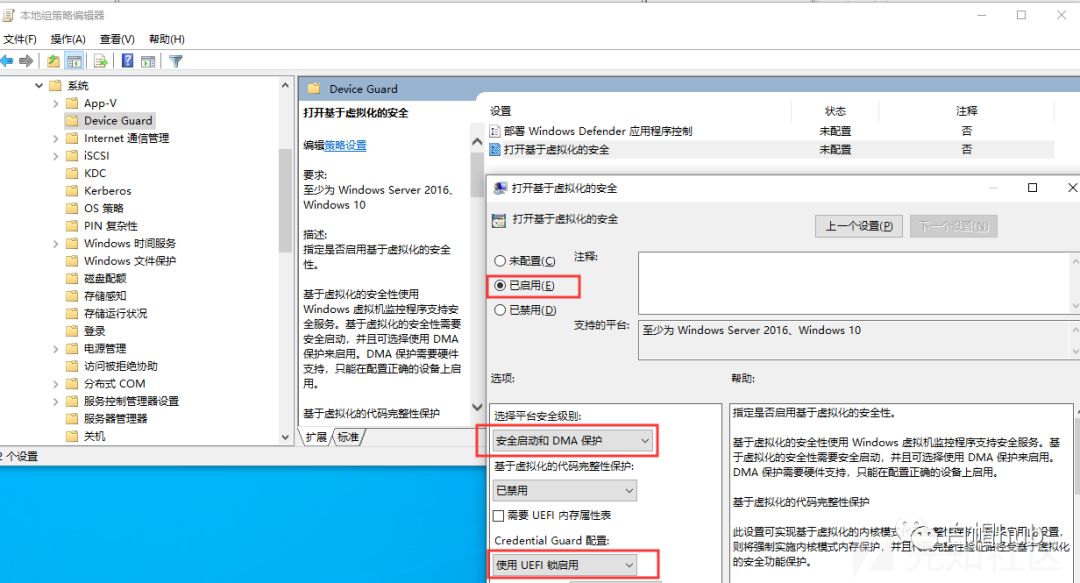 本地组策略编辑器
文件(F) 操作(A) 查看(V) 帮助(H)
系统
App-V
Device Guard
Internet 通信管理
iSCSI
KDC
Kerberos
OS 策略
PIN 复杂性
Windows 时间服务
Windows 文件保护
磁盘配额
存储感知
存储运行状况
登录
电源管理
访问被拒绝协助
分布式 COM
服务控制管理器设置
服务器管理器
关机
2 个设置
Device Guard
打开基于虚拟化的安全
编辑策略设置
要求:
至少为 Windows Server 2016、
Windows 10
描述:
指定是否启用基于虚拟化的安全
性。
基于虚拟化的安全性使用
Windows 虚拟机监控程序支持安
全服务。基于虚拟化的安全性需要
安全启动，并且可选择使用 DMA
保护来启用。DMA 保护需要硬件
支持，只能在配置正确的设备上启
用。
基于虚拟化的代码完整性保护
扩展 标准
设置 状态 注释
部署 Windows Defender 应用程序控制 未配置 否
打开基于虚拟化的安全 未配置 否
打开基于虚拟化的安全
打开基于虚拟化的安全
上一个设置(P) 下一个设置(N)
未配置(C) 注释:
已启用(E)
已禁用(D)
支持的平台: 至少为 Windows Server 2016、Windows 10
选项: 帮助:
选择平台安全级别:
安全启动和 DMA 保护
基于虚拟化的代码完整性保护:
已禁用
需要 UEFI 内存属性表
Credential Guard 配置:
使用 UEFI 锁启用
指定是否启用基于虚拟化的安全性。
基于虚拟化的安全性使用 Windows 虚拟机监控程序支持安全服务。基
于虚拟化的安全性需要安全启动，并且可选择使用 DMA 保护来启用。
DMA 保护需要硬件支持，只能在配置正确的设备上启用。
基于虚拟化的代码完整性保护
此设置可实现基于虚拟化的内核模式
则将强制实施内核模式内存保护，并且代码完整性验证路径受基于虚拟化
的安全功能保护。
白帽hub
先知社区